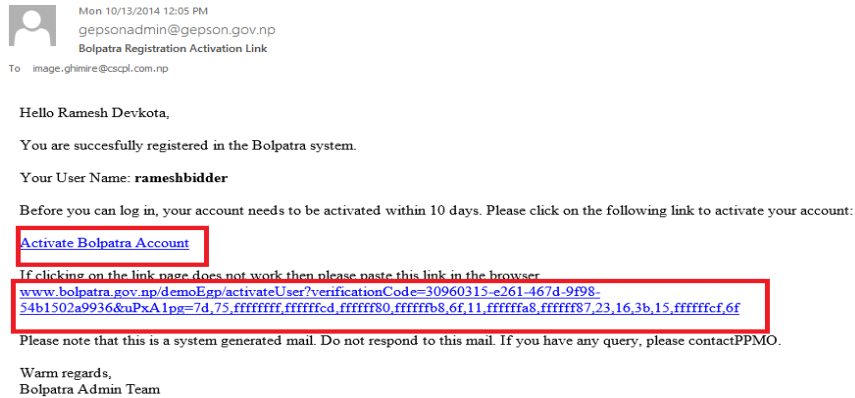 Mon 10/13/2014 12:05 PM
gepsonadmin@gepson.gov.np
Bolpatra Registration Activation Link
To image.ghimire@cscpl.com.np
Hello Ramesh Devkota,
You are succesfully registered in the Bolpatra system.
Your User Name: rameshbidder
Before you can log in, your account needs to be activated within 10 days. Please click on the following link to activate your account:
Activate Bolpatra Account
If clicking on the link page does not work then please paste this link in the browser
www.bolpatra.gov.np/demoEgp/activateUser?verificationCode=30960315-e261-467d-9f98-
54b1502a9936&uPxA1pg=7d,75,ffffffff,ffffffcd,ffffff80,ffffffb8,6f,11,ffffffa8,ffffff87,23,16,3b,15,ffffffcf,6f
Please note that this is a system generated mail. Do not respond to this mail. If you have any query, please contactPPMO.
Warm regards,
Bolpatra Admin Team